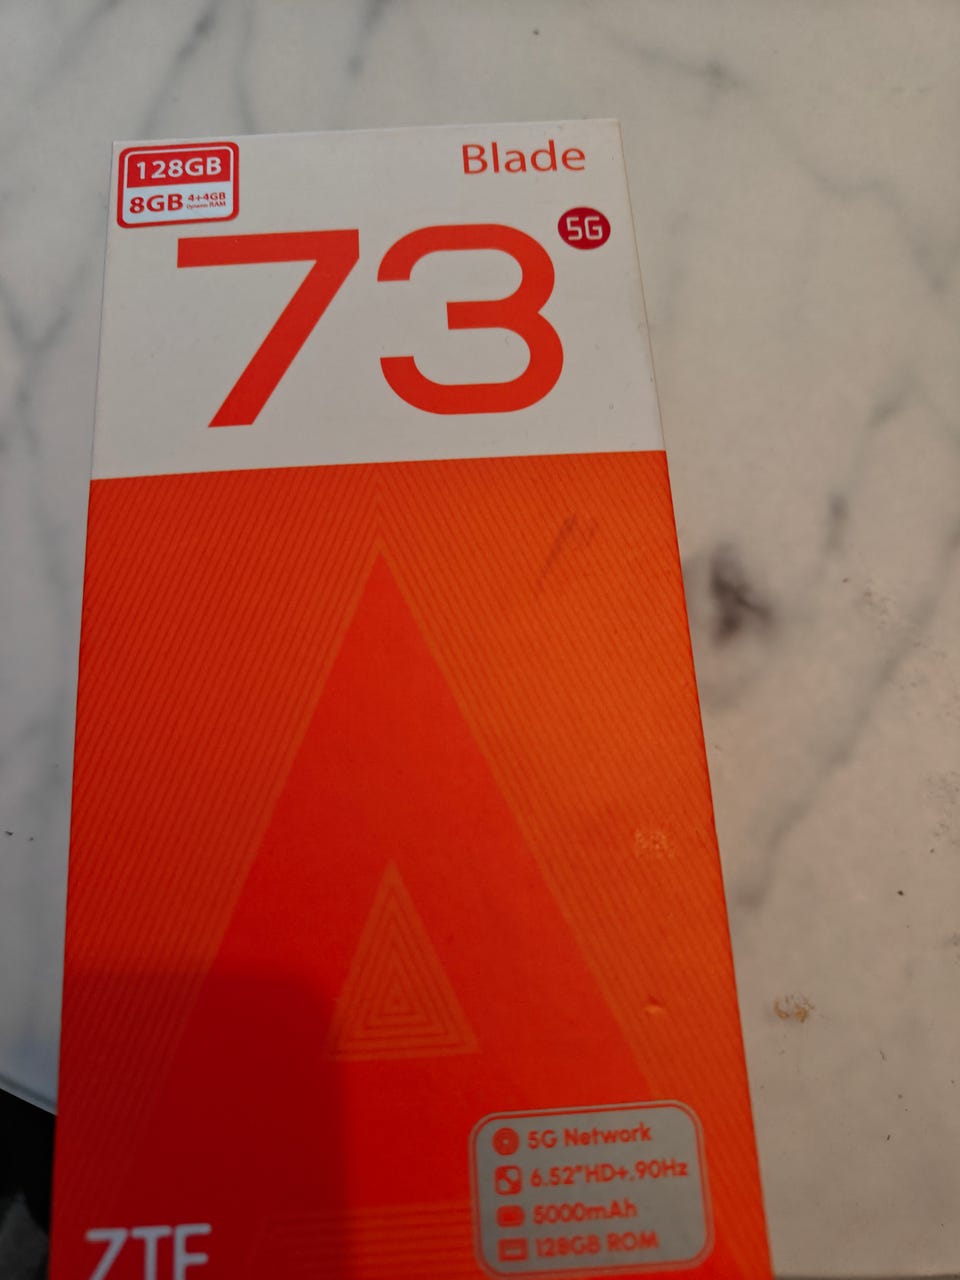 128GB
8GB 4+4GB
Dynamic RAM
Blade
73 5G
5G Network
6.52"HD+,90Hz
5000mAh
128GB ROM
ZTE